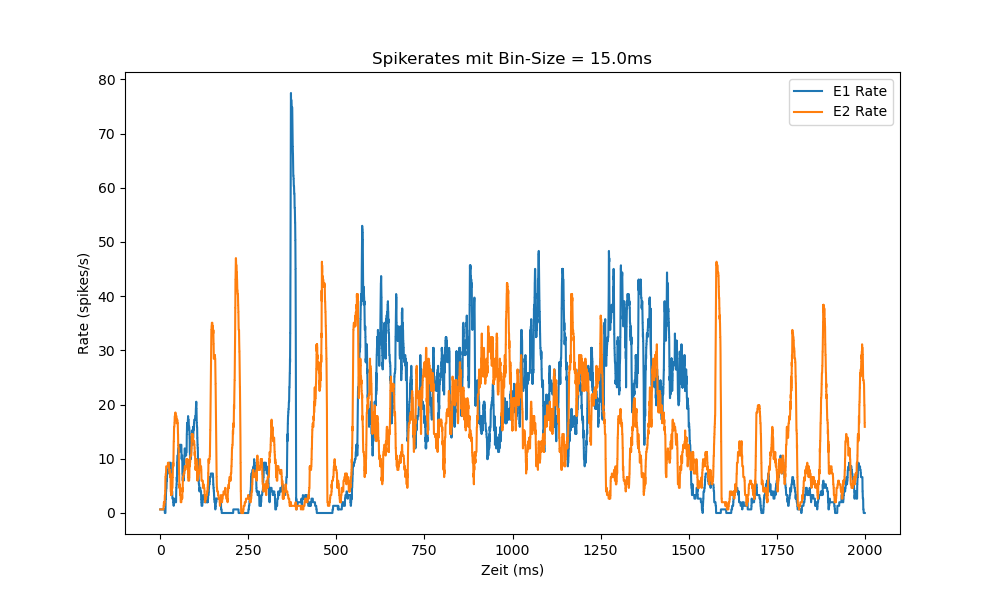 Spikerates mit Bin-Size = 15.0ms
80
70
60
50
40
30
20
10
0
Rate (spikes/s)
E1 Rate
E2 Rate
0 250 500 750 1000 1250 1500 1750 2000
Zeit (ms)